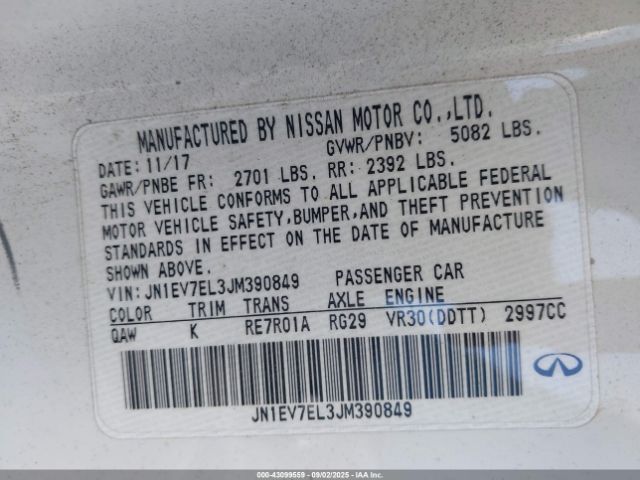 MANUFACTURED BY NISSAN MOTOR CO.,LTD.
DATE: 11/17 GVWR/PNBV: 5082 LBS.
GAWR/PNBE FR: 2701 LBS. RR: 2392 LBS.
THIS VEHICLE CONFORMS TO ALL APPLICABLE FEDERAL
MOTOR VEHICLE SAFETY,BUMPER,AND THEFT PREVENTION
STANDARDS IN EFFECT ON THE DATE OF MANUFACTURE
SHOWN ABOVE.
VIN:JN1EV7EL3JM390849 PASSENGER CAR
COLOR TRIM TRANS AXLE ENGINE
QAW K RE7R01A RG29 VR30(DDTT) 2997CC
JN1EV7EL3JM390849
INFINITI
000-43099559 - 09/02/2025 - IAAI.COM